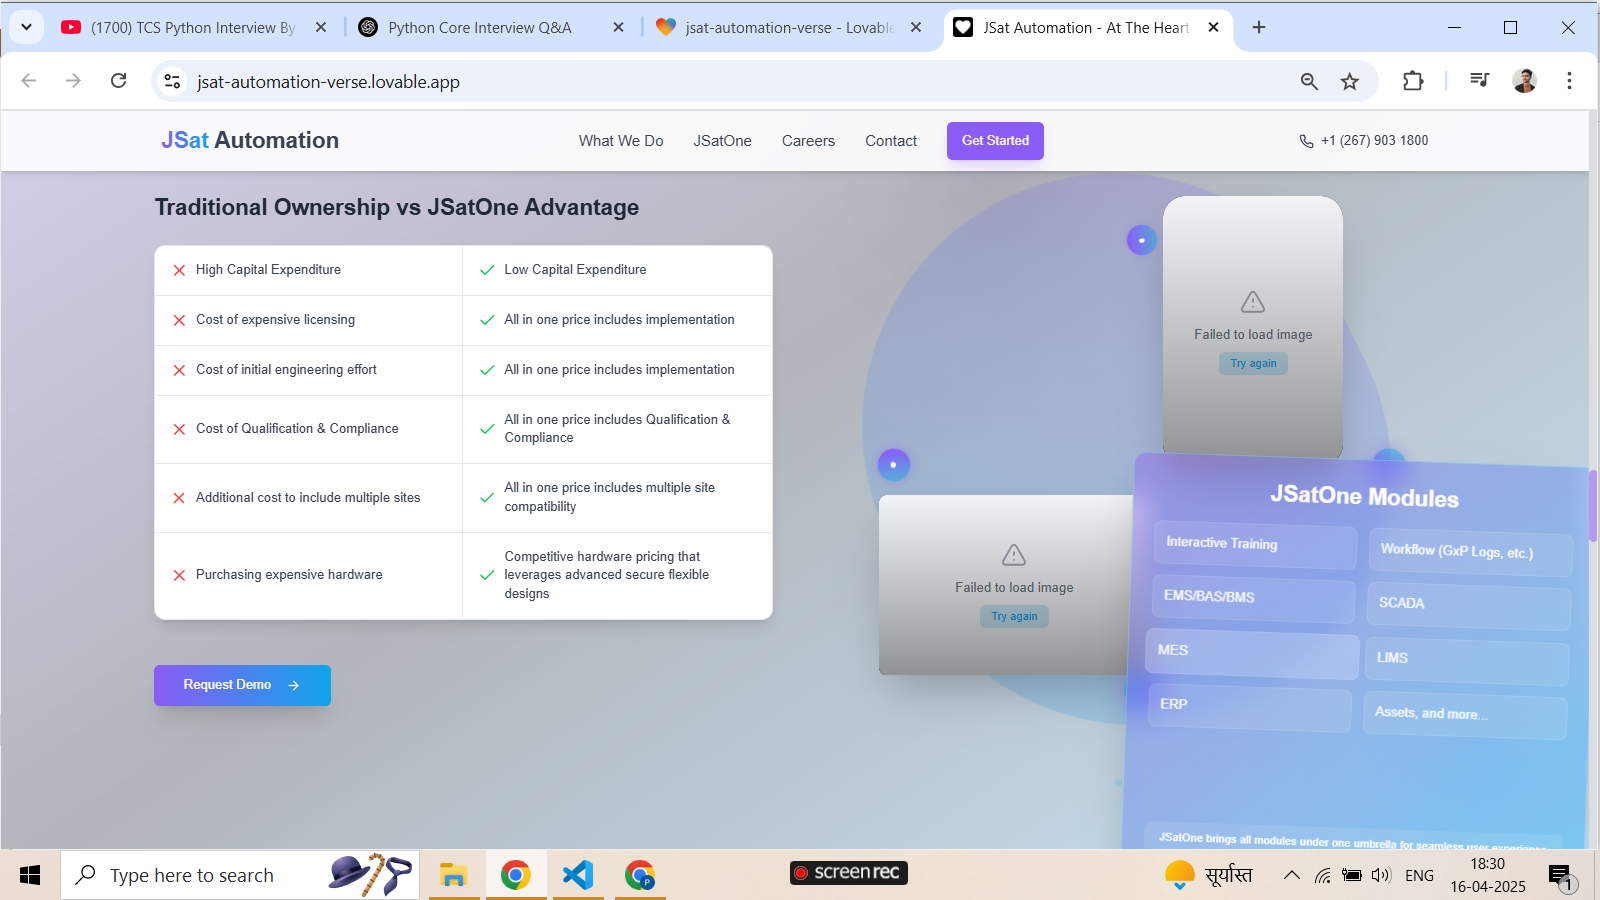 (1700) TCS Python Interview By
Python Core Interview Q&A
jsat-automation-verse - Lovable
JSat Automation - At The Heart
jsat-automation-verse.lovable.app
JSat Automation
What We Do
JSatOne
Careers
Contact
Get Started
+1 (267) 903 1800
Traditional Ownership vs JSatOne Advantage
High Capital Expenditure
Low Capital Expenditure
Cost of expensive licensing
All in one price includes implementation
Cost of initial engineering effort
All in one price includes implementation
Cost of Qualification & Compliance
All in one price includes Qualification &
Compliance
Additional cost to include multiple sites
All in one price includes multiple site
compatibility
Purchasing expensive hardware
Competitive hardware pricing that
leverages advanced secure flexible
designs
Request Demo
Failed to load image
Try again
Failed to load image
Try again
JSatOne Modules
Interactive Training
Workflow (GxP Logs, etc.)
EMS/BAS/BMS
SCADA
MES
LIMS
ERP
Assets, and more...
JSatOne brings all modules under one umbrella for seamless user experience
Type here to search
P
screenrec
सूर्यास्त
ENG
18:30
16-04-2025
1